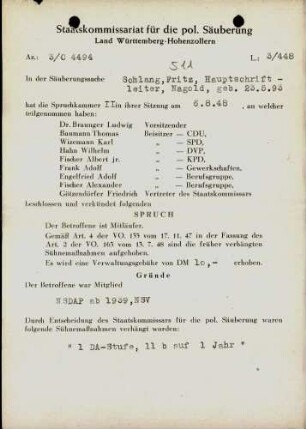 Staatskommissariat für die pol. Säuberung
Land Württemberg-Hohenzollern
Az.: 3/C 4494
L: 3/448
511
In der Säuberungssache Schlang,Fritz, Hauptschrift-
leiter, Nagold, geb. 23.5.93
hat die Spruchkammer II in ihrer Sitzung am 6.8.48 , an welcher
teilgenommen haben:
Dr. Braunger Ludwig Vorsitzender
Baumann Thomas Beisitzer — CDU,
Witzemann Karl „ — SPD,
Hahn Wilhelm „ — DVP,
Fischer Albert jr. „ — KPD,
Frank Adolf „ — Gewerkschaften,
Engelfried Adolf „ — Berufsgruppe,
Fischer Alexander „ — Berufsgruppe,
Götzendörfer Friedrich Vertreter des Staatskommissars
beschlossen und verkündet folgenden
SPRUCH
Der Betroffene ist Mitläufer.
Gemäß Art. 4 der VO. 133 vom 17. 11. 47 in der Fassung des
Art. 2 der VO. 165 vom 13. 7. 48 sind die früher verhängten
Sühnemaßnahmen aufgehoben.
Es wird eine Verwaltungsgebühr von DM 10,- erhoben.
Gründe
Der Betroffene war Mitglied
NSDAP ab 1939,NSV
Durch Entscheidung des Staatskommissars für die pol. Säuberung waren
folgende Sühnemaßnahmen verhängt worden:
" 1 DA-Stufe, 11 b auf 1 Jahr "